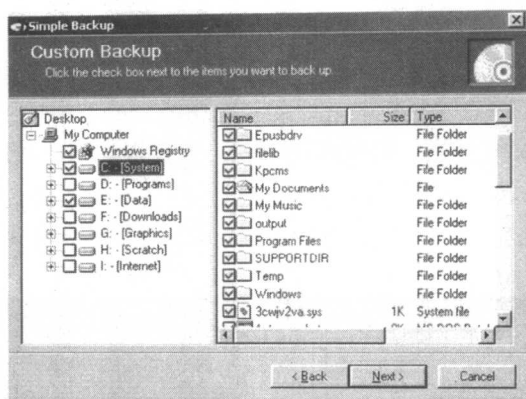 Simple Backup
Custom Backup
Click the check box next to the items you want to back up
Desktop
My Computer
Windows Registry
C: - [System]
D: - [Programs]
E: - [Data]
F: - [Downloads]
G: - [Graphics]
H: - [Scratch]
I: - [Internet]
Name Size Type
Epusbdrv File Folder
filelib File Folder
Kpcms File Folder
My Documents File
My Music File Folder
output File Folder
Program Files File Folder
SUPPORTDIR File Folder
Temp File Folder
Windows File Folder
3cwjv2va.sys 1K System file
< Back Next > Cancel